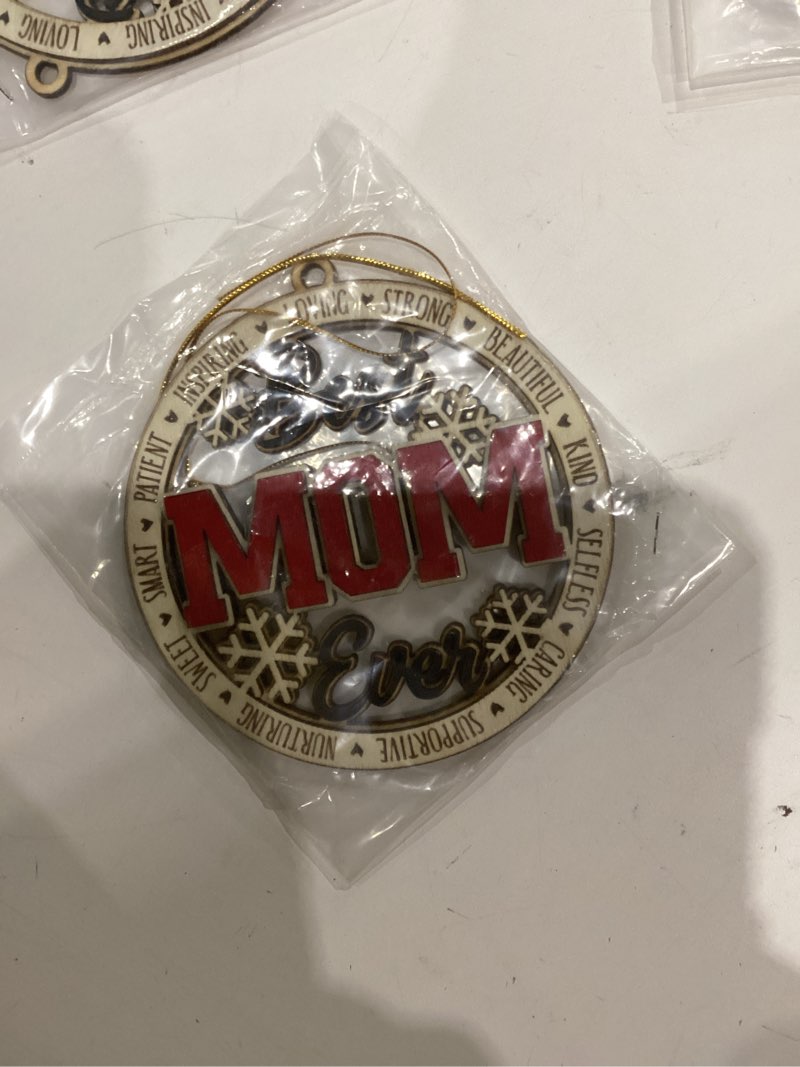 LOVING INSPIRING
LOVING STRONG BEAUTIFUL KIND SELFLESS CARING SUPPORTIVE NURTURING SWEET SMART PATIENT INSPIRING
Best
MOM
Ever